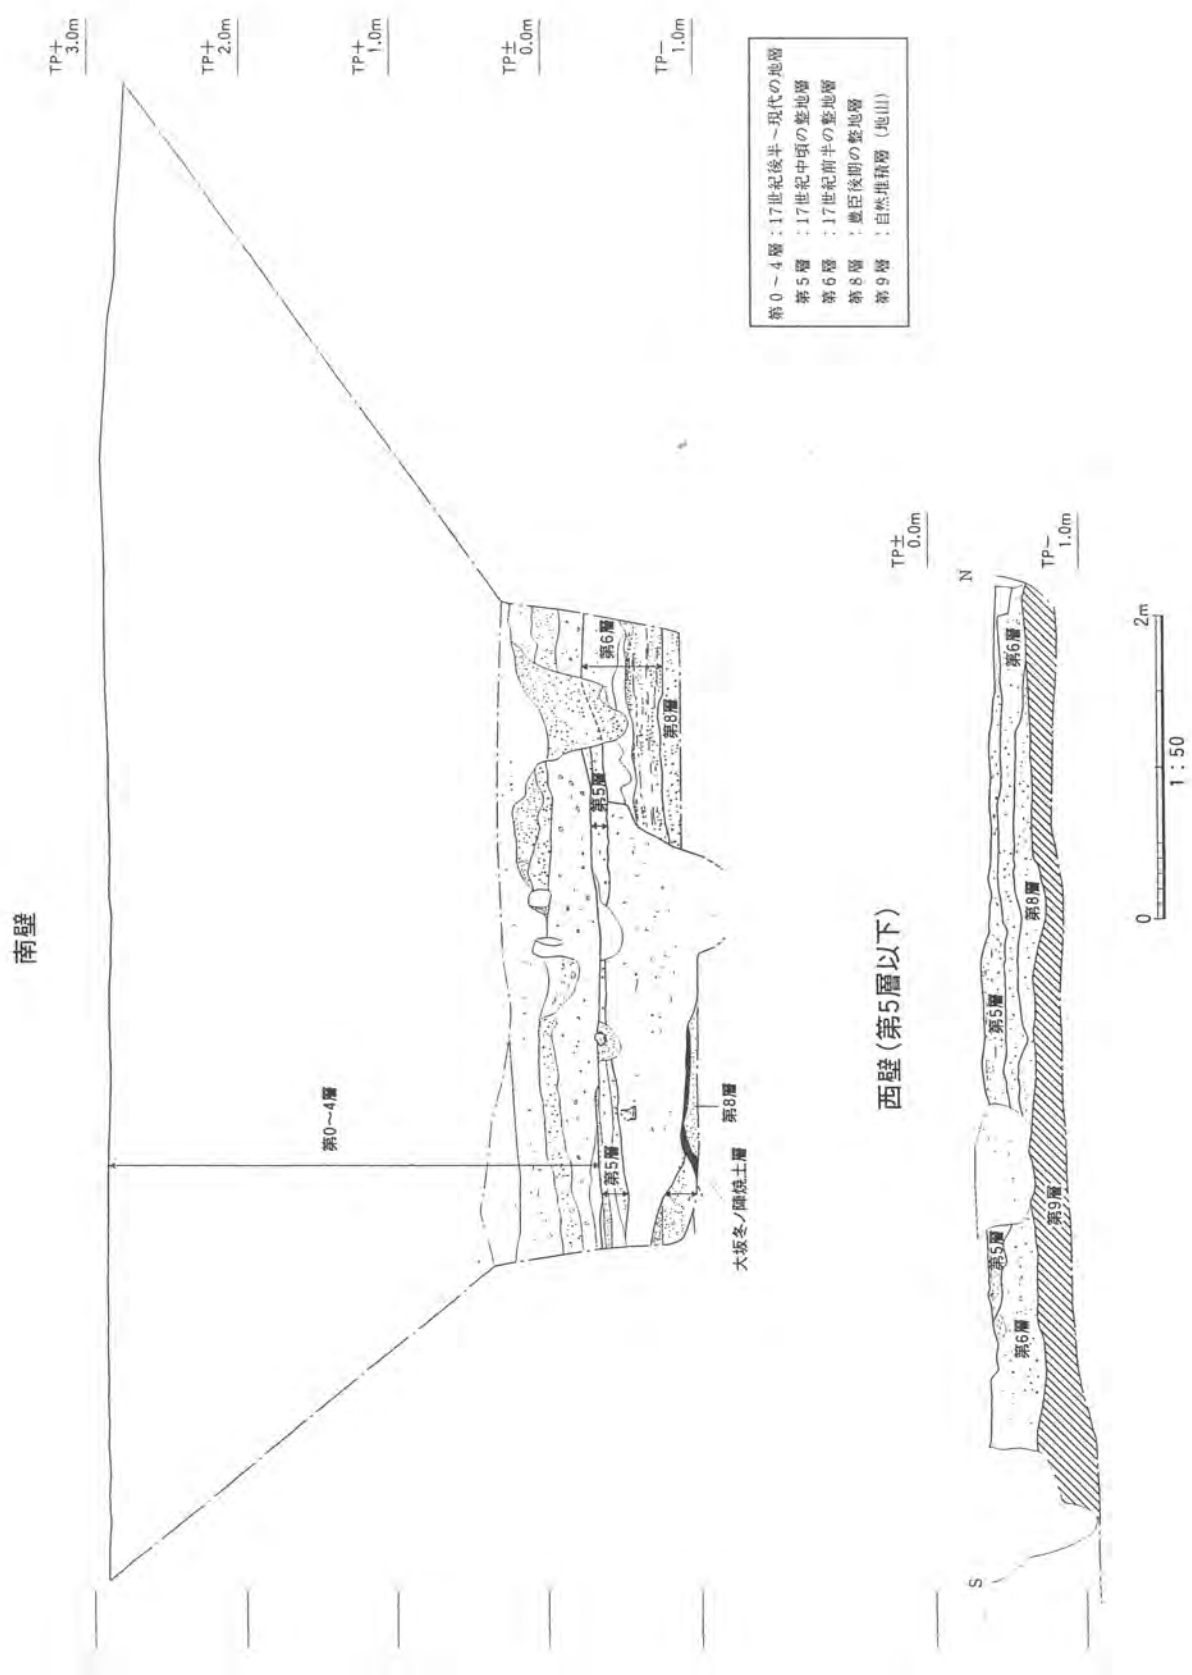 南壁
TP+
3.0m
TP+
2.0m
TP+
1.0m
TP±
0.0m
TP−
1.0m
第0～4層
第5層
第5層
第6層
第8層
第8層
大坂冬ノ陣焼土層
第0～4層：17世紀後半～現代の地層
第5層：17世紀中頃の整地層
第6層：17世紀前半の整地層
第8層：豊臣後期の整地層
第9層：自然堆積層（地山）
西壁(第5層以下)
TP±
0.0m
TP−
1.0m
S
N
第5層
第5層
第6層
第6層
第8層
第9層
0
2m
1：50